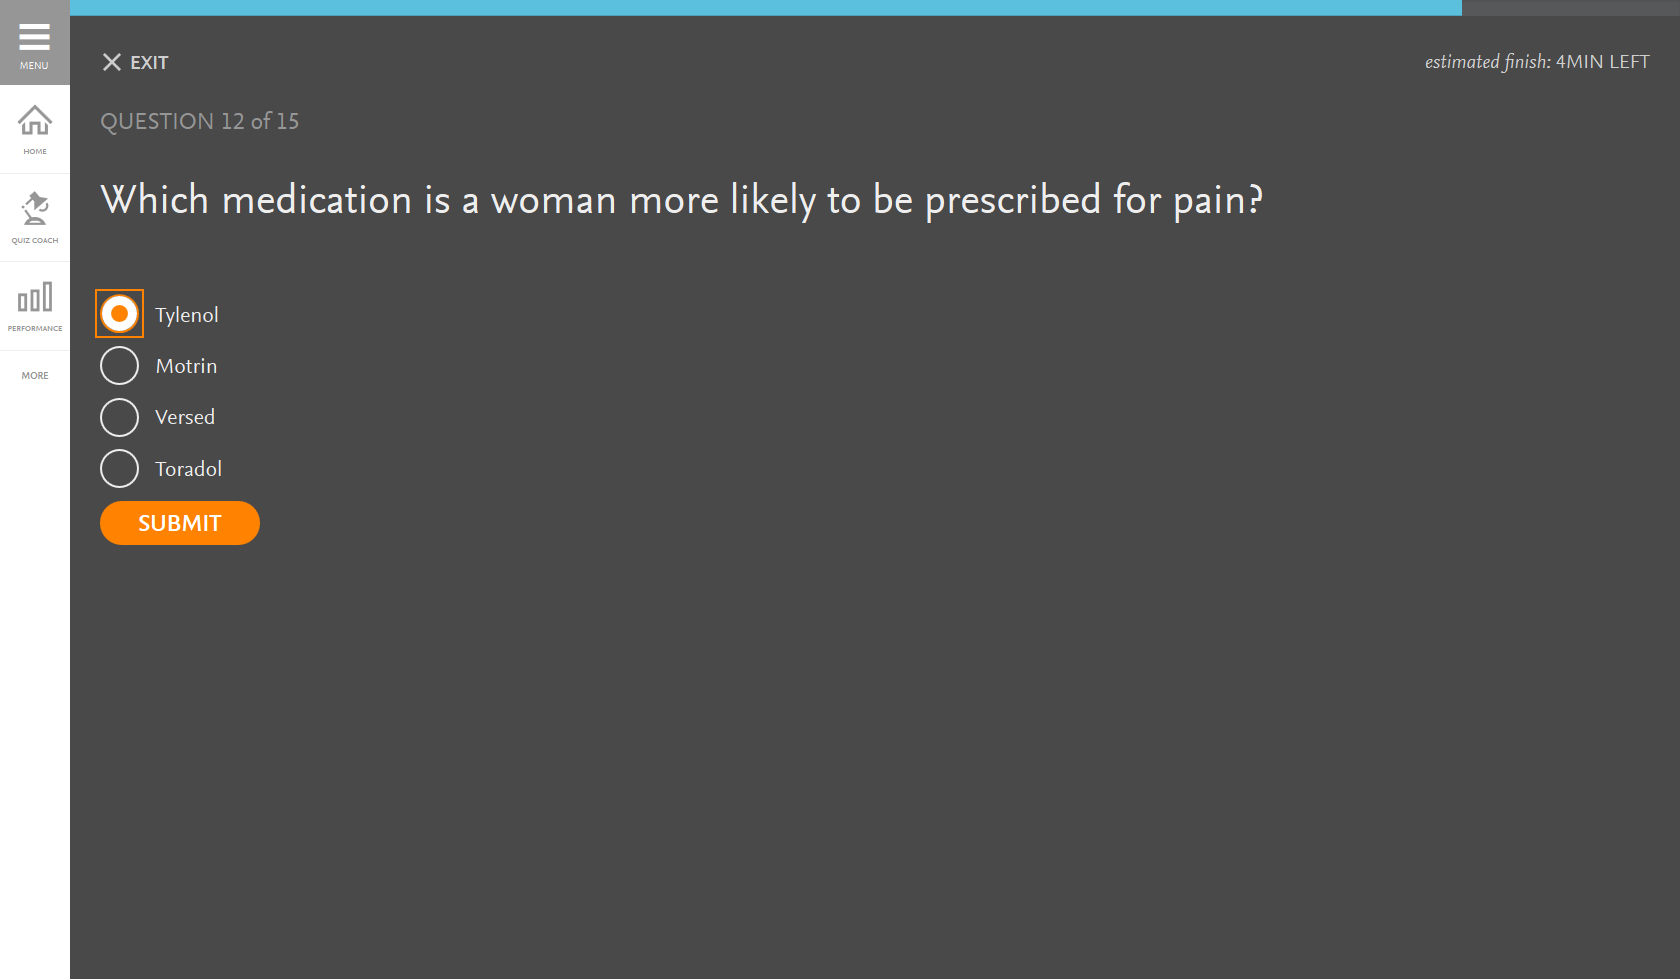 MENU
EXIT
estimated finish: 4MIN LEFT
HOME
QUESTION 12 of 15
QUIZ COACH
Which medication is a woman more likely to be prescribed for pain?
PERFORMANCE
Tylenol
MORE
Motrin
Versed
Toradol
SUBMIT